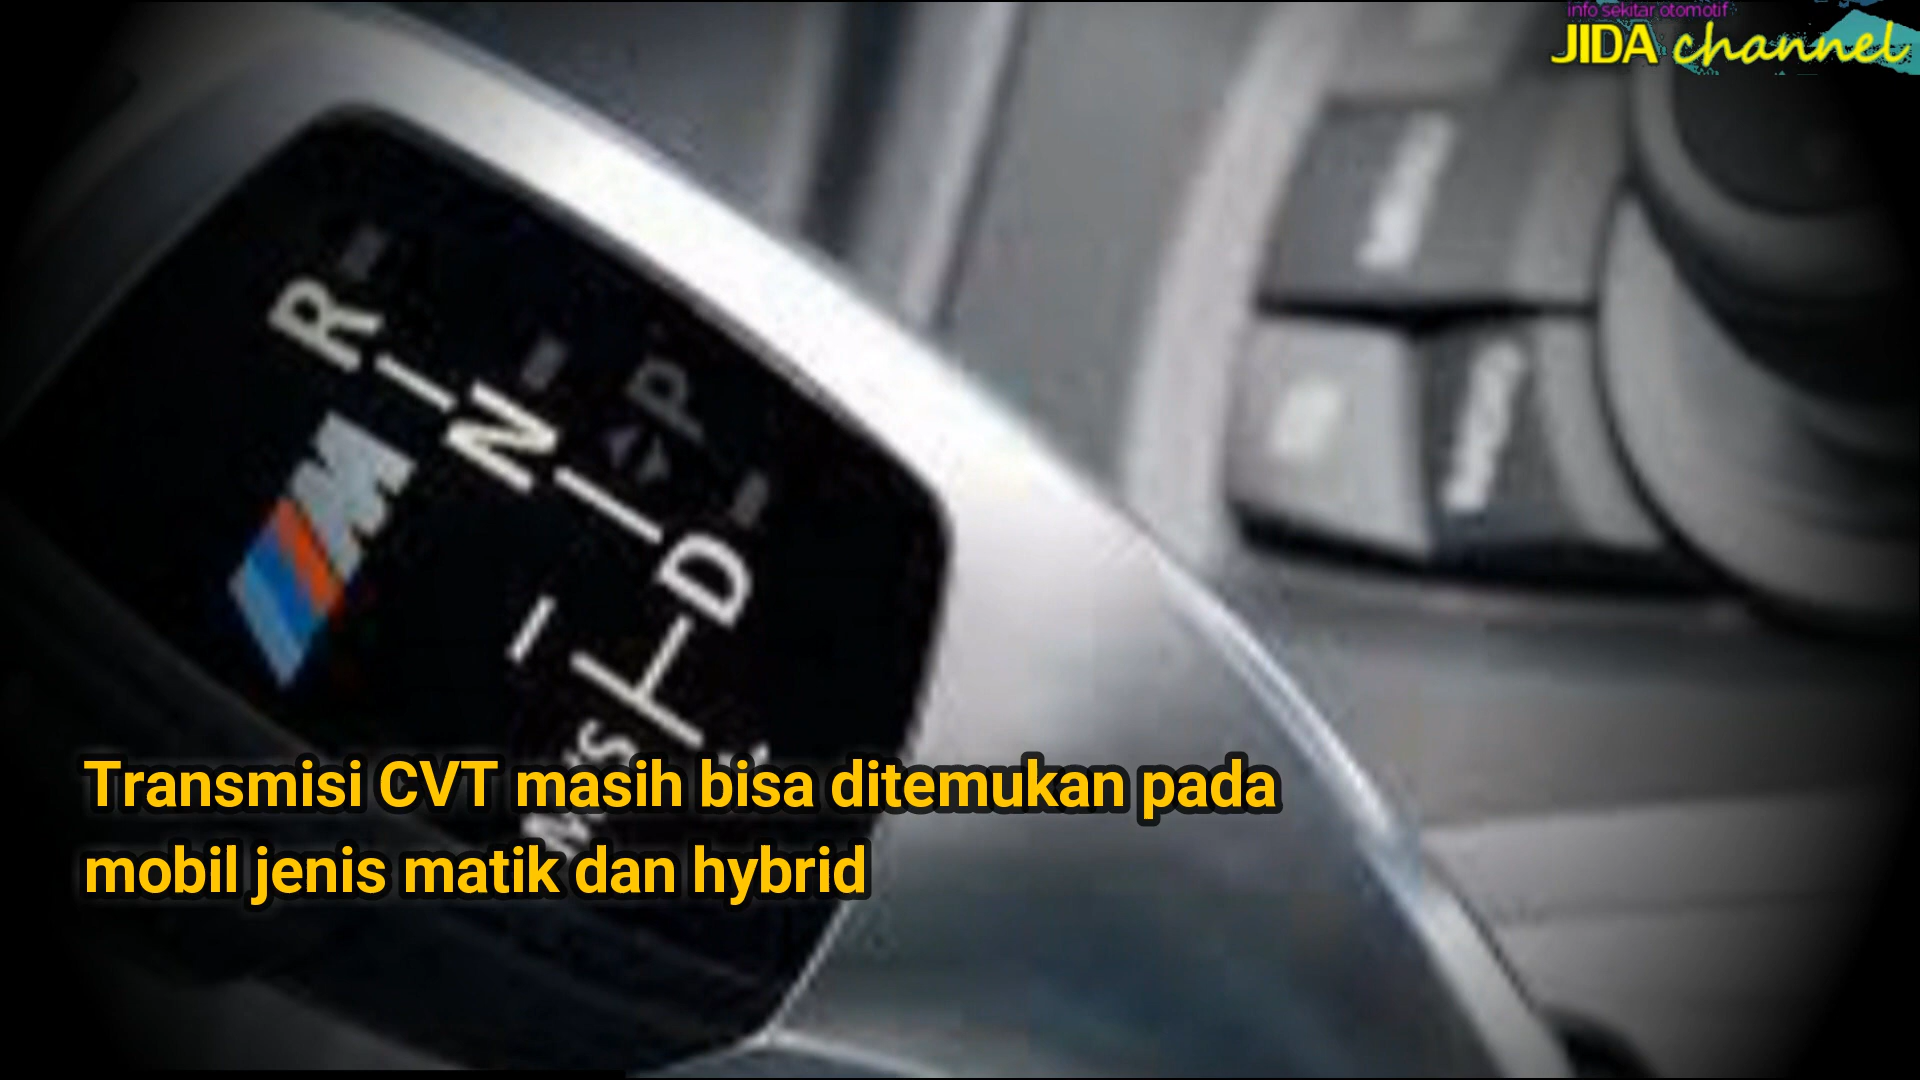 info sekitar otomotif
JIDA channel
R
N
P
D
M
M/S
Transmisi CVT masih bisa ditemukan pada
mobil jenis matik dan hybrid